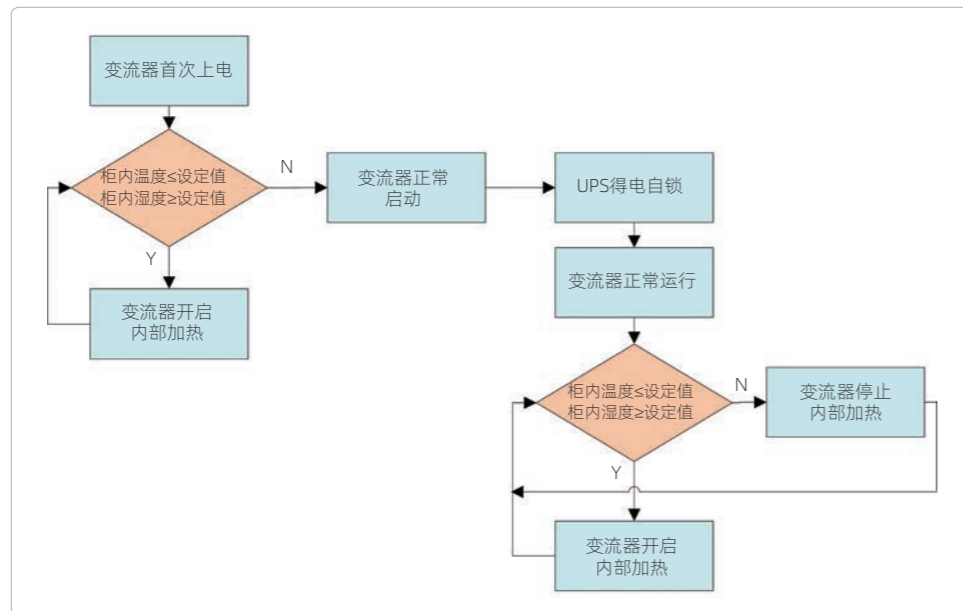 变流器首次上电
柜内温度≤设定值
柜内湿度≥设定值
N
变流器正常
启动
UPS得电自锁
Y
变流器开启
内部加热
变流器正常运行
柜内温度≤设定值
柜内湿度≥设定值
N
变流器停止
内部加热
Y
变流器开启
内部加热